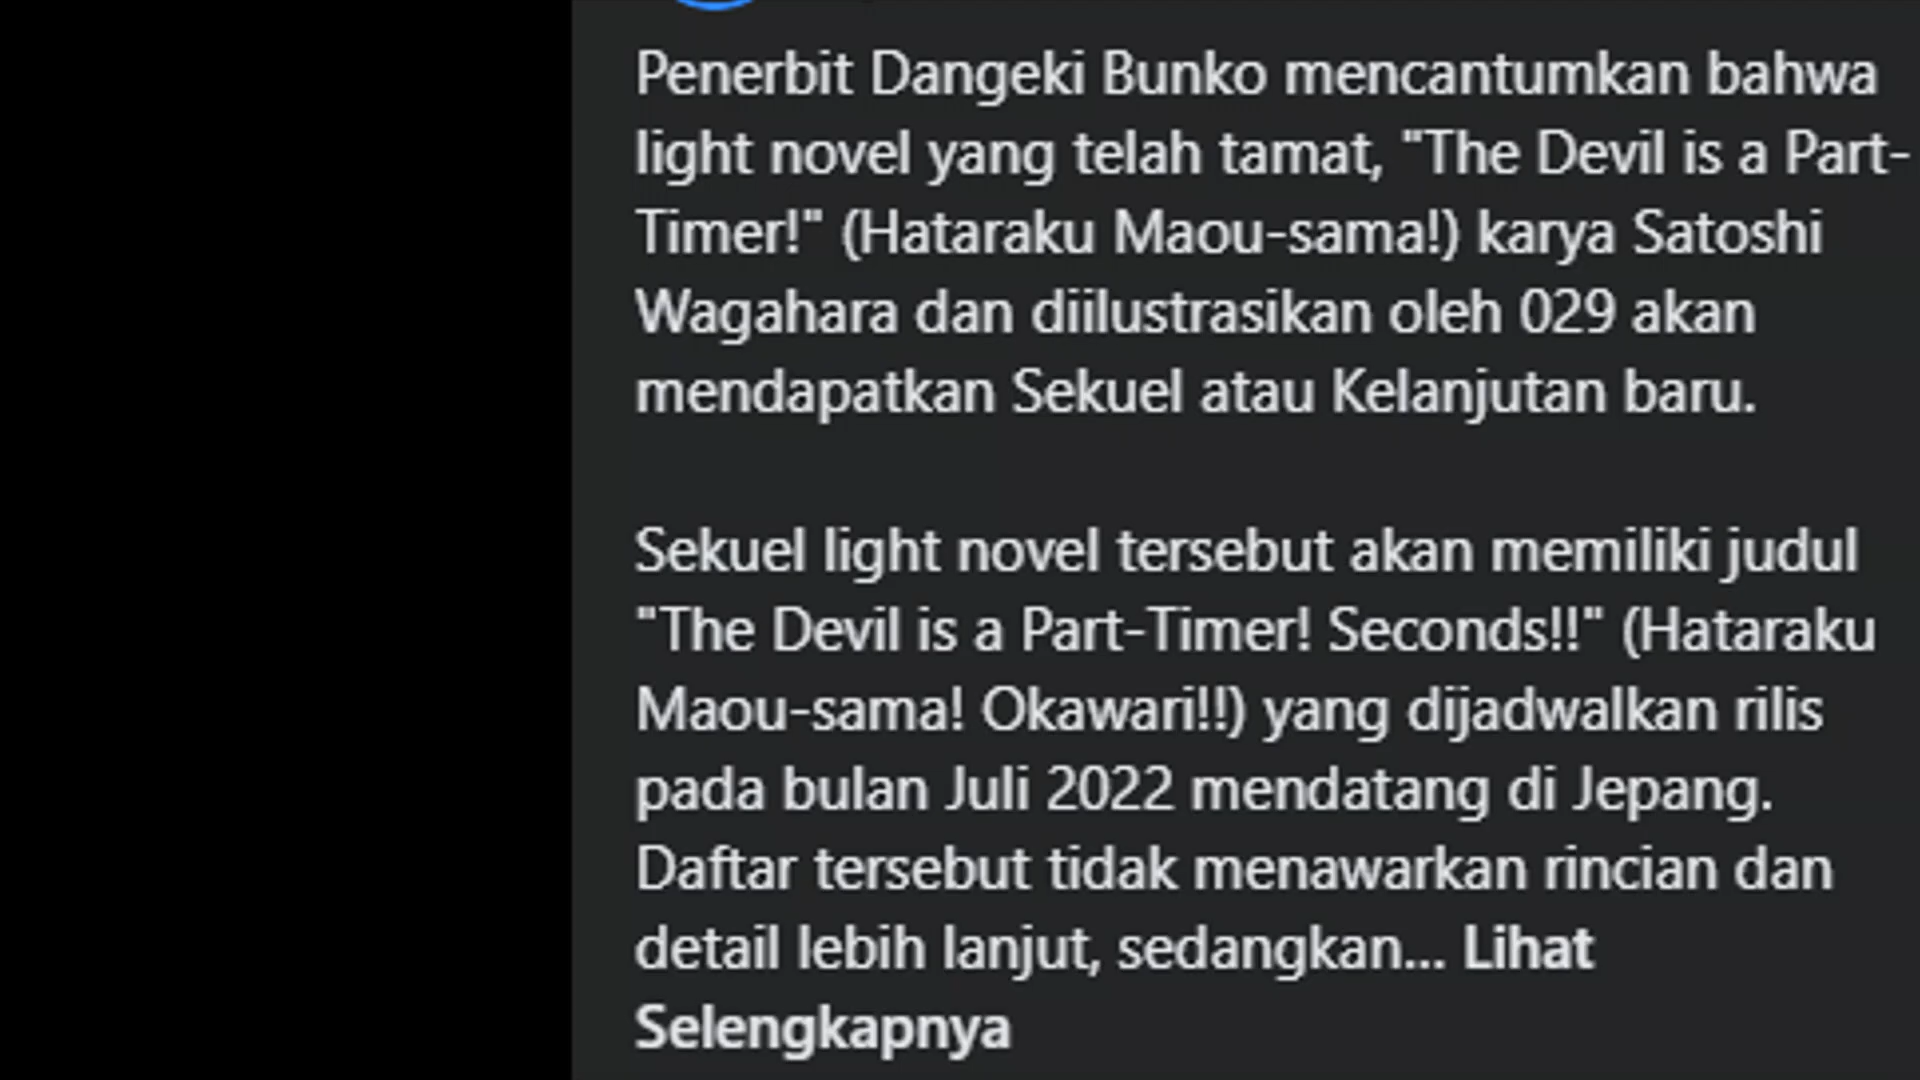 Penerbit Dangeki Bunko mencantumkan bahwa
light novel yang telah tamat, "The Devil is a Part-
Timer!" (Hataraku Maou-sama!) karya Satoshi
Wagahara dan diilustrasikan oleh 029 akan
mendapatkan Sekuel atau Kelanjutan baru.
Sekuel light novel tersebut akan memiliki judul
"The Devil is a Part-Timer! Seconds!!" (Hataraku
Maou-sama! Okawari!!) yang dijadwalkan rilis
pada bulan Juli 2022 mendatang di Jepang.
Daftar tersebut tidak menawarkan rincian dan
detail lebih lanjut, sedangkan... Lihat
Selengkapnya